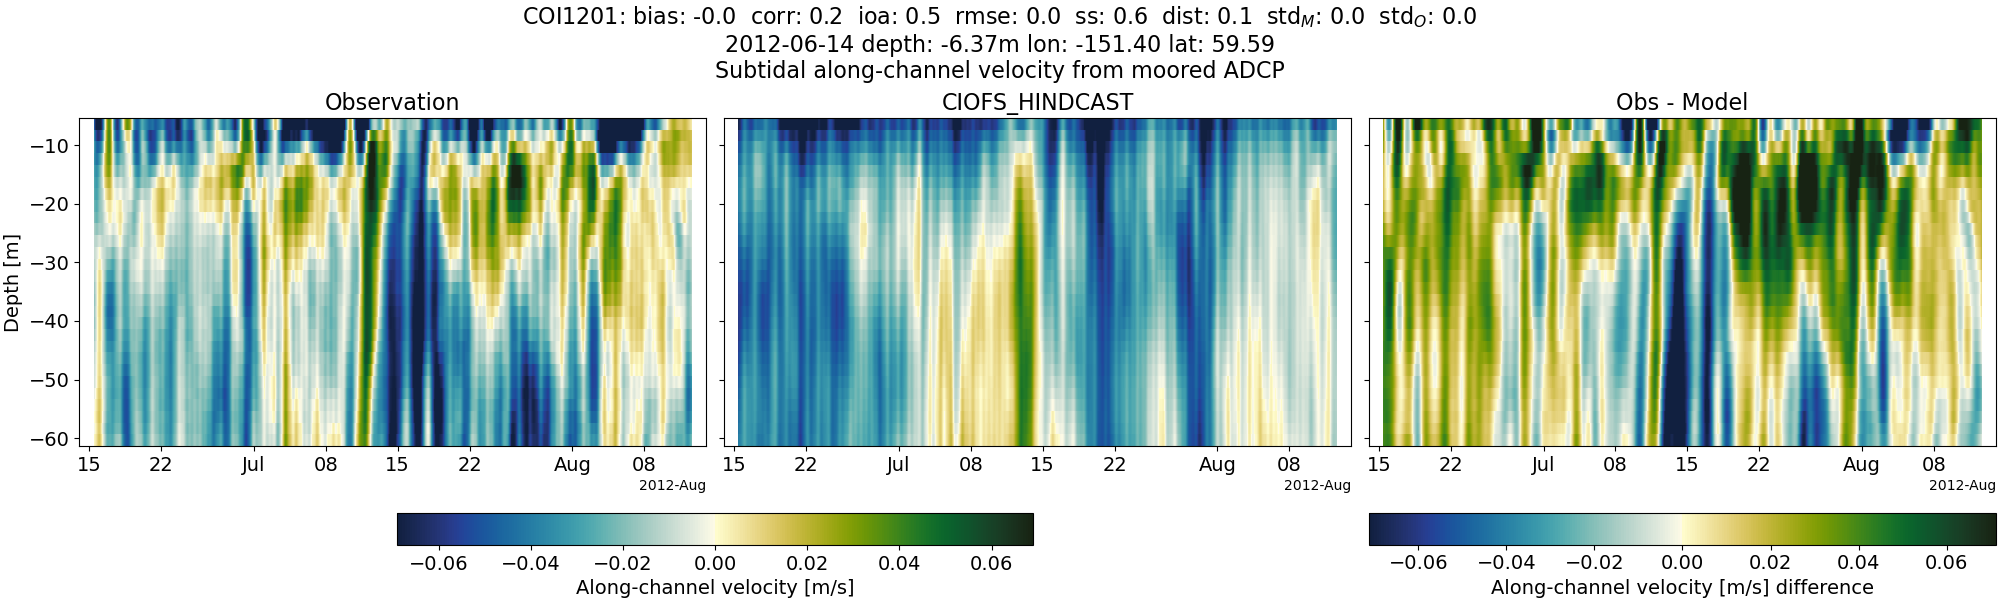 COI1201: bias: -0.0 corr: 0.2 ioa: 0.5 rmse: 0.0 ss: 0.6 dist: 0.1 std_M: 0.0 std_O: 0.0
2012-06-14 depth: -6.37m lon: -151.40 lat: 59.59
Subtidal along-channel velocity from moored ADCP
Observation
CIOFS_HINDCAST
Obs - Model
Depth [m]
−10
−20
−30
−40
−50
−60
15 22 Jul 08 15 22 Aug 08
2012-Aug
15 22 Jul 08 15 22 Aug 08
2012-Aug
15 22 Jul 08 15 22 Aug 08
2012-Aug
−0.06 −0.04 −0.02 0.00 0.02 0.04 0.06
Along-channel velocity [m/s]
−0.06 −0.04 −0.02 0.00 0.02 0.04 0.06
Along-channel velocity [m/s] difference